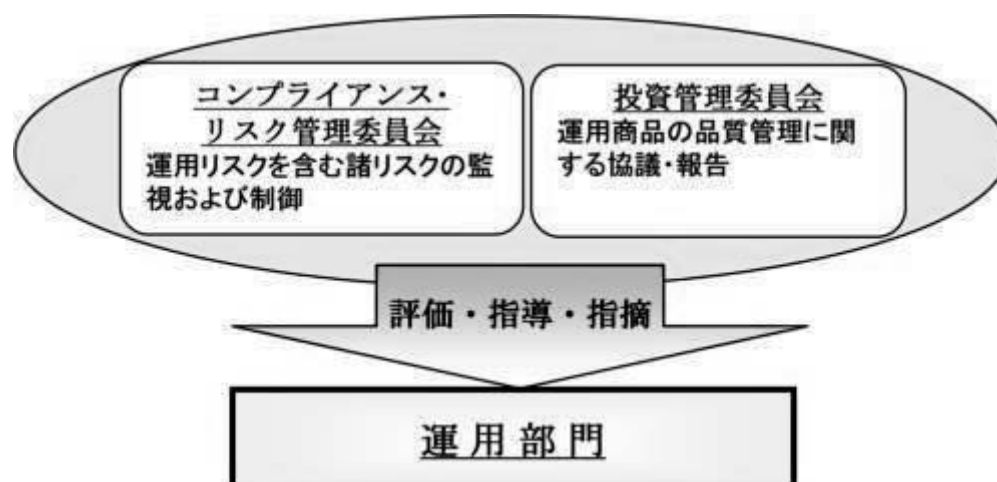 コンプライアンス・
リスク管理委員会
運用リスクを含む諸リスクの監
視および制御
投資管理委員会
運用商品の品質管理に関
する協議・報告
評価・指導・指摘
運用部門